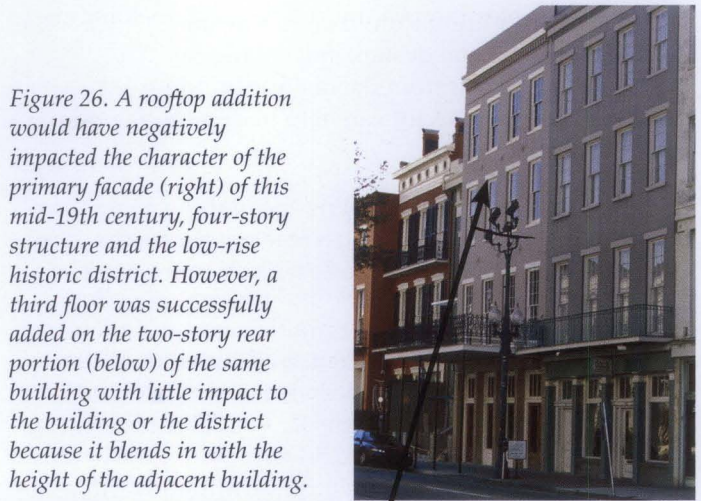 Figure 26. A rooftop addition
would have negatively
impacted the character of the
primary facade (right) of this
mid-19th century, four-story
structure and the low-rise
historic district. However, a
third floor was successfully
added on the two-story rear
portion (below) of the same
building with little impact to
the building or the district
because it blends in with the
height of the adjacent building.